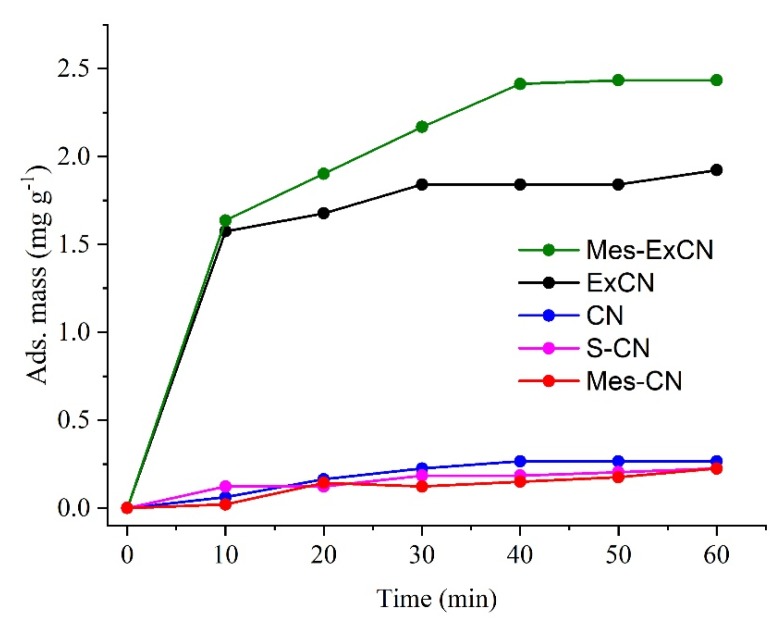 2.5
2.0
1.5
1.0
0.5
0.0
Ads. mass (mg g⁻¹)
Mes-ExCN
ExCN
CN
S-CN
Mes-CN
0 10 20 30 40 50 60
Time (min)